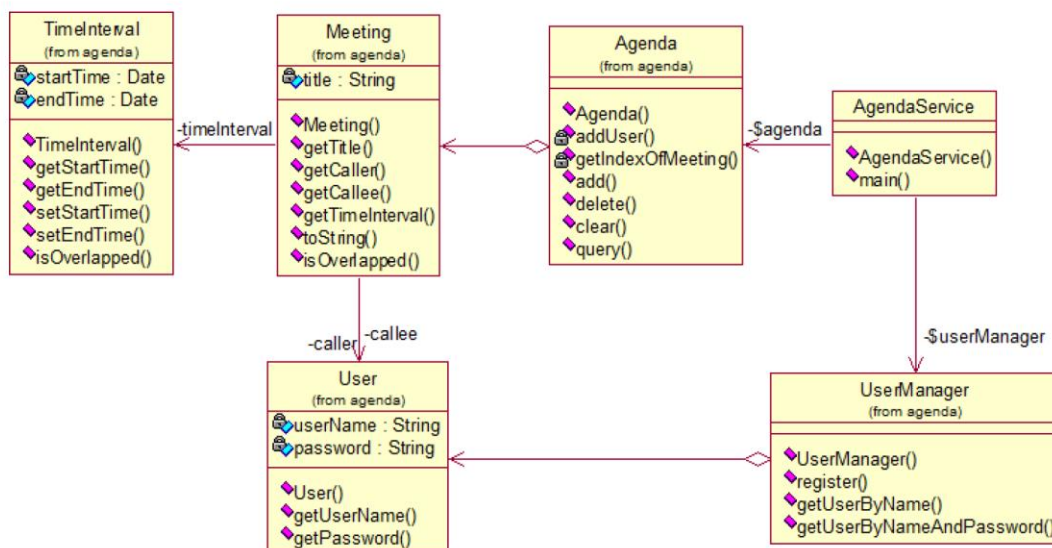 TimeInterval
(from agenda)
startTime : Date
endTime : Date
TimeInterval()
getStartTime()
getEndTime()
setStartTime()
setEndTime()
isOverlapped()
-timeInterval
Meeting
(from agenda)
title : String
Meeting()
getTitle()
getCaller()
getCallee()
getTimeInterval()
toString()
isOverlapped()
Agenda
(from agenda)
Agenda()
addUser()
getIndexOfMeeting()
add()
delete()
clear()
query()
-$agenda
AgendaService
AgendaService()
main()
-caller
-callee
-$userManager
User
(from agenda)
userName : String
password : String
User()
getUserName()
getPassword()
UserManager
(from agenda)
UserManager()
register()
getUserByName()
getUserByNameAndPassword()